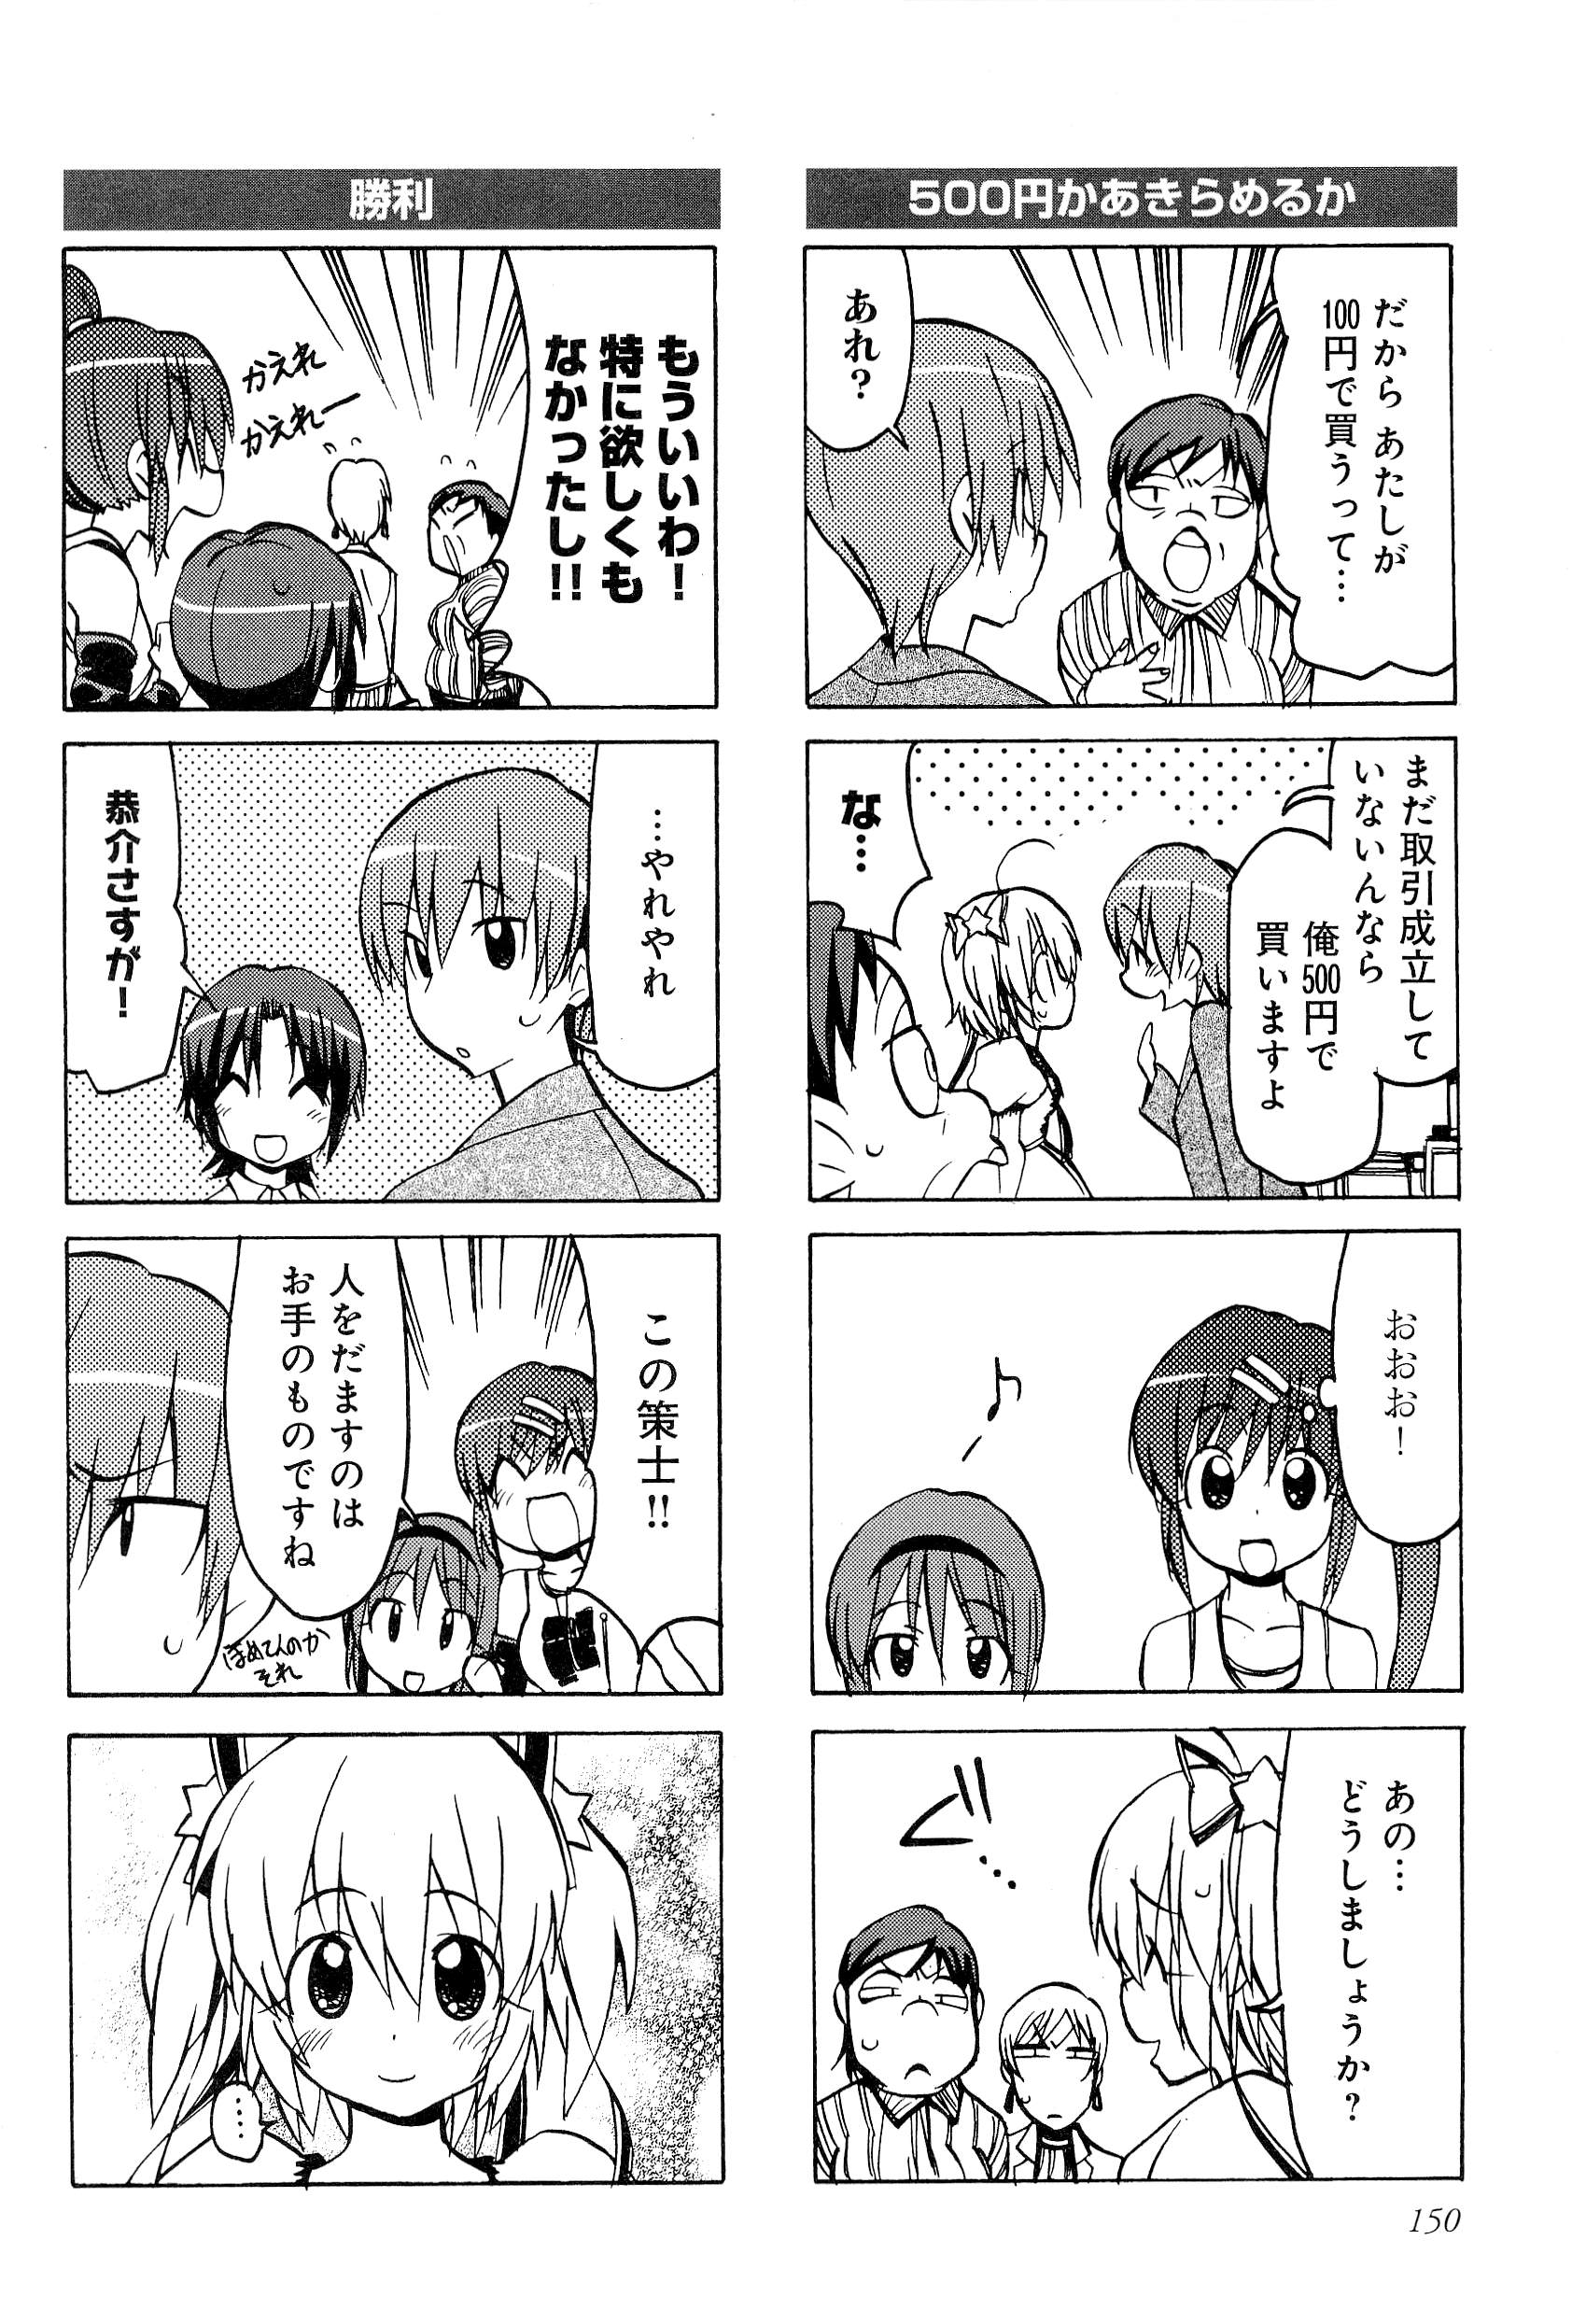 500円かあきらめるか
だから あたしが
100円で買うって…
あれ?
まだ取引成立して
いないんなら
俺500円で
買いますよ
な…
おおお!
あの…
どうしましょうか?
勝利
もういいわ!
特に欲しくも
なかったし!!
かえれ
かえれー
…やれやれ
恭介さすが!
この策士!!
人をだますのは
お手のものですね
ほめてんのか
それ
…
150